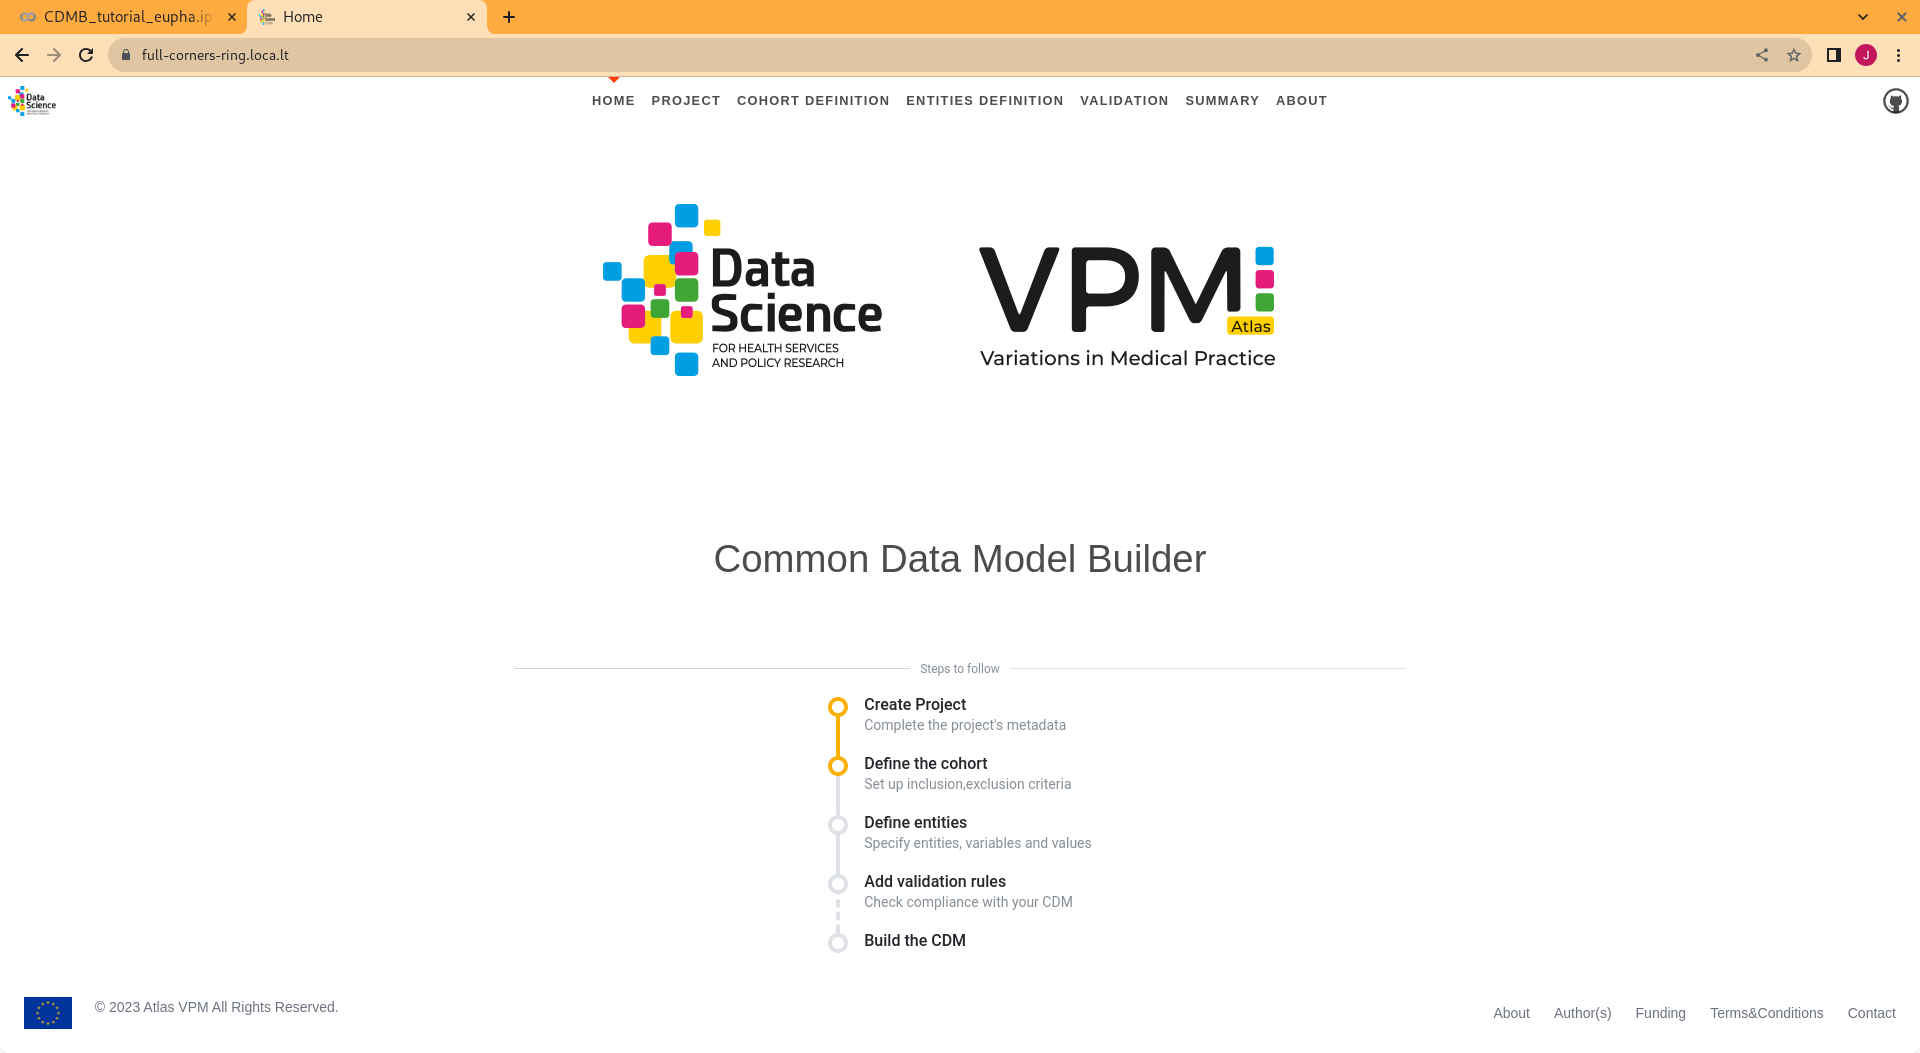 CDMB_tutorial_eupha.ip
Home
full-corners-ring.loca.lt
J
Data
Science
HOME PROJECT COHORT DEFINITION ENTITIES DEFINITION VALIDATION SUMMARY ABOUT
Data
Science
FOR HEALTH SERVICES
AND POLICY RESEARCH
VPM
Atlas
Variations in Medical Practice
Common Data Model Builder
Steps to follow
Create Project
Complete the project's metadata
Define the cohort
Set up inclusion,exclusion criteria
Define entities
Specify entities, variables and values
Add validation rules
Check compliance with your CDM
Build the CDM
© 2023 Atlas VPM All Rights Reserved.
About Author(s) Funding Terms&Conditions Contact